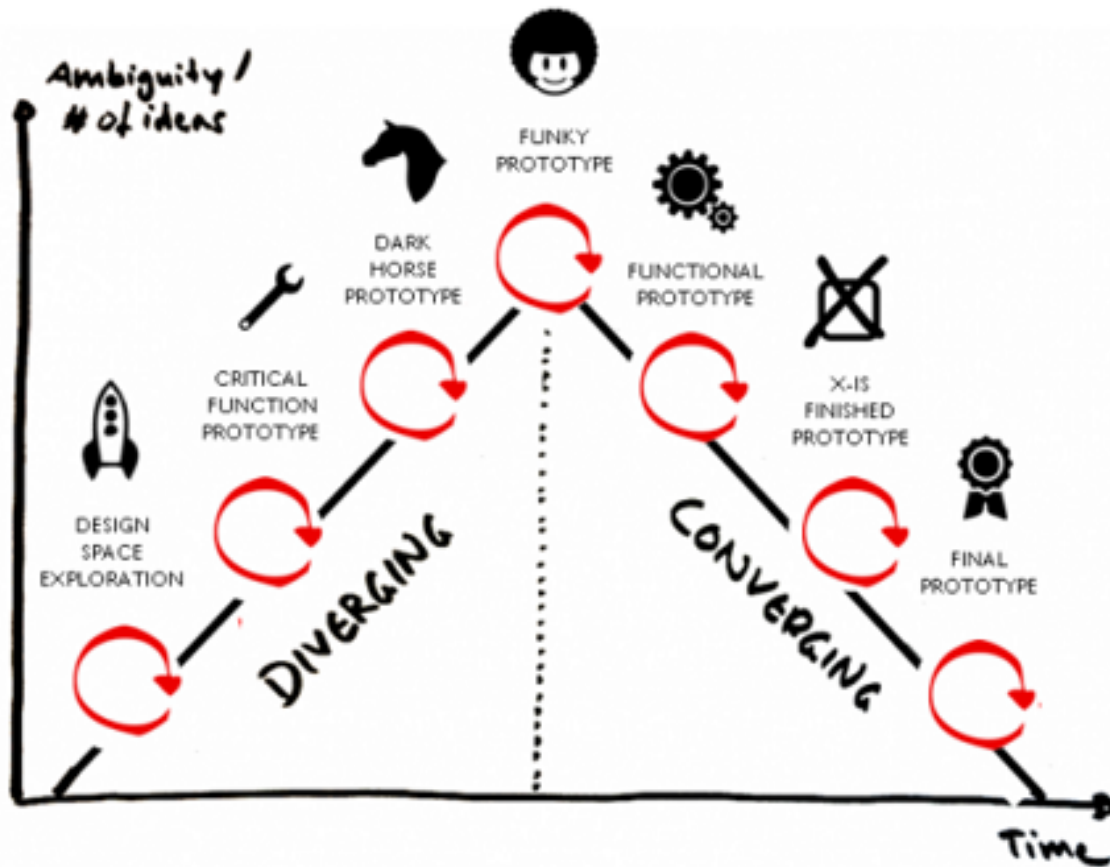 Ambiguity /
# of ideas
FUNKY
PROTOTYPE
DARK
HORSE
PROTOTYPE
FUNCTIONAL
PROTOTYPE
CRITICAL
FUNCTION
PROTOTYPE
X-IS
FINISHED
PROTOTYPE
DESIGN
SPACE
EXPLORATION
FINAL
PROTOTYPE
DIVERGING
CONVERGING
Time